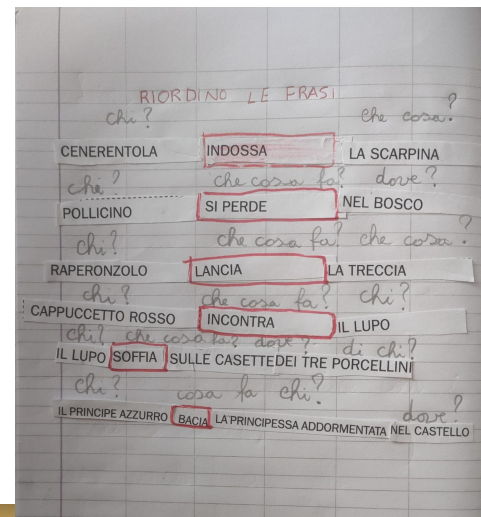 RIORDINO LE FRASI
chi? che cosa?
CENERENTOLA INDOSSA LA SCARPINA
chi? che cosa fa? dove?
POLLICINO SI PERDE NEL BOSCO
chi? che cosa fa? che cosa?
RAPERONZOLO LANCIA LA TRECCIA
chi? che cosa fa? chi?
CAPPUCCETTO ROSSO INCONTRA IL LUPO
chi? che cosa fa? dove? di chi?
IL LUPO SOFFIA SULLE CASETTE DEI TRE PORCELLINI
chi? cosa fa chi? dove?
IL PRINCIPE AZZURRO BACIA LA PRINCIPESSA ADDORMENTATA NEL CASTELLO